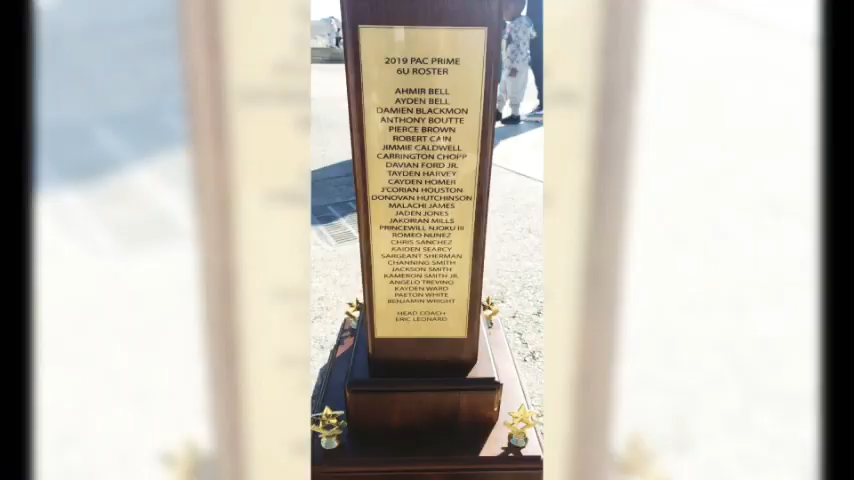 2019 PAC PRIME
6U ROSTER
AHMIR BELL
AYDEN BELL
DAMIEN BLACKMON
ANTHONY BOUTTE
PIERCE BROWN
ROBERT CAIN
JIMMIE CALDWELL
CARRINGTON CHOPP
DAVIAN FORD JR.
TAYDEN HARVEY
CAYDEN HOMER
J'CORIAN HOUSTON
DONOVAN HUTCHINSON
MALACHI JAMES
JADEN JONES
JAKORIAN MILLS
PRINCEWILL NJOKU III
ROMEO NUNEZ
CHRIS SANCHEZ
KAIDEN SEARCY
SARGEANT SHERMAN
CHANNING SMITH
JACKSON SMITH
KAMERON SMITH JR.
ANGELO TREVINO
KAYDEN WARD
PAETON WHITE
BENJAMIN WRIGHT
HEAD COACH
ERIC LEONARD